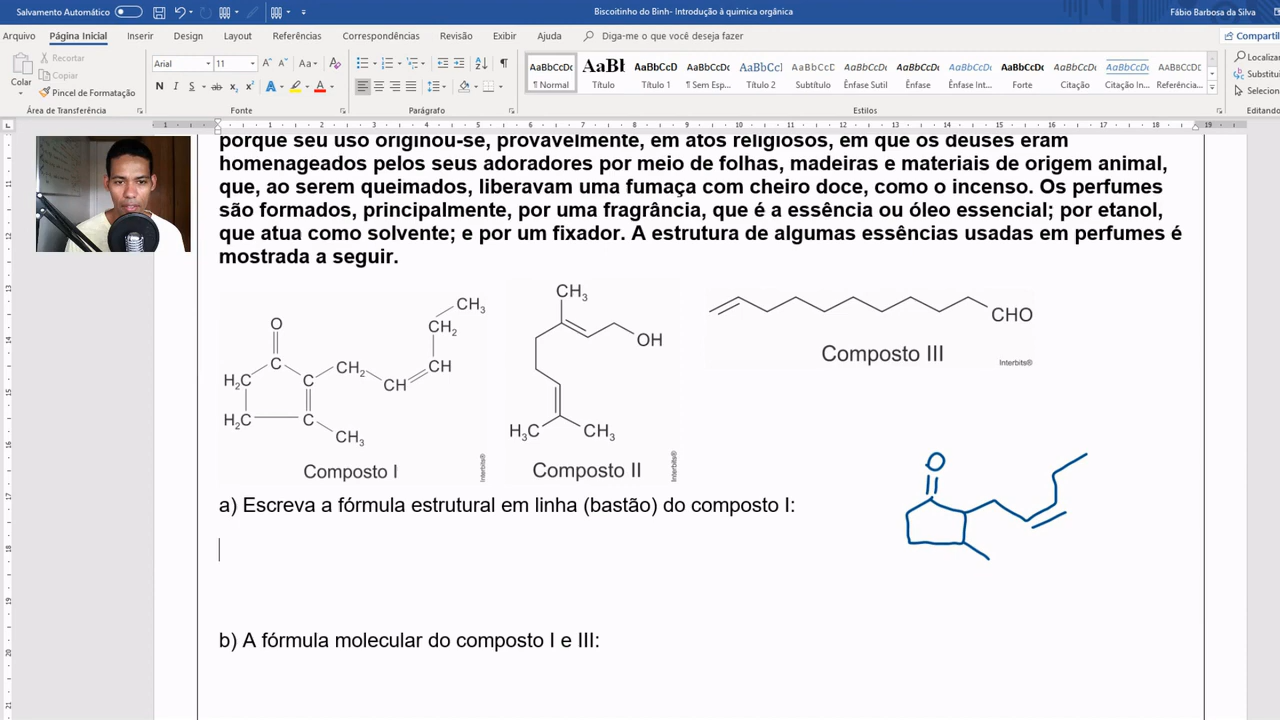 Salvamento Automático
Biscoitinho do Binh- Introdução à quimica orgânica
Fábio Barbosa da Silva
Arquivo Página Inicial Inserir Design Layout Referências Correspondências Revisão Exibir Ajuda Diga-me o que você deseja fazer Compartil
Colar
Recortar
Copiar
Pincel de Formatação
Área de Transferência
Arial 11
N I S
Fonte
Parágrafo
AaBbCcDc AaBl AaBbCcD AaBbCcDc AaBbCc] AaBbCcD AaBbCcDc AaBbCcDc AaBbCcDc AaBbCcDc AaBbCcDc AaBbCcDc AaBbCcDc
¶ Normal Título Título 1 ¶ Sem Esp... Título 2 Subtítulo Ênfase Sutil Ênfase Ênfase Int... Forte Citação Citação In... Referência...
Estilos
Localizar
Substitui
Selecion
Editando
porque seu uso originou-se, provavelmente, em atos religiosos, em que os deuses eram
homenageados pelos seus adoradores por meio de folhas, madeiras e materiais de origem animal,
que, ao serem queimados, liberavam uma fumaça com cheiro doce, como o incenso. Os perfumes
são formados, principalmente, por uma fragrância, que é a essência ou óleo essencial; por etanol,
que atua como solvente; e por um fixador. A estrutura de algumas essências usadas em perfumes é
mostrada a seguir.
O
C
H₂C
H₂C
C
C
CH₃
CH₂
CH
CH
CH₂
CH₃
Composto I
Interbits®
CH₃
OH
H₃C
CH₃
Composto II
Interbits®
CHO
Composto III
Interbits®
O
a) Escreva a fórmula estrutural em linha (bastão) do composto I:
b) A fórmula molecular do composto I e III: